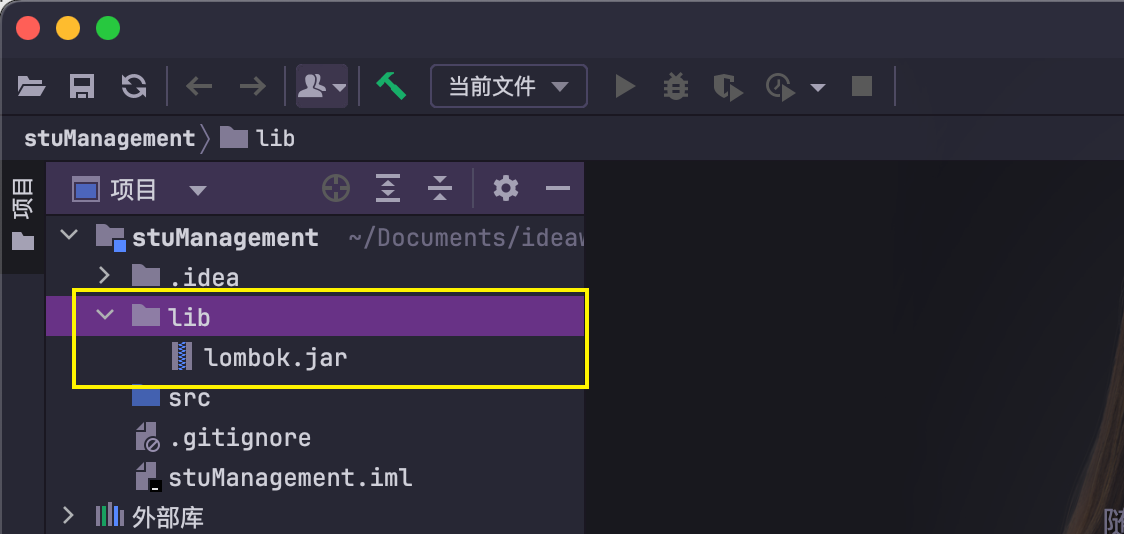 当前文件
stuManagement
lib
项目
项目
stuManagement ~/Documents/idea
.idea
lib
lombok.jar
src
.gitignore
stuManagement.iml
外部库